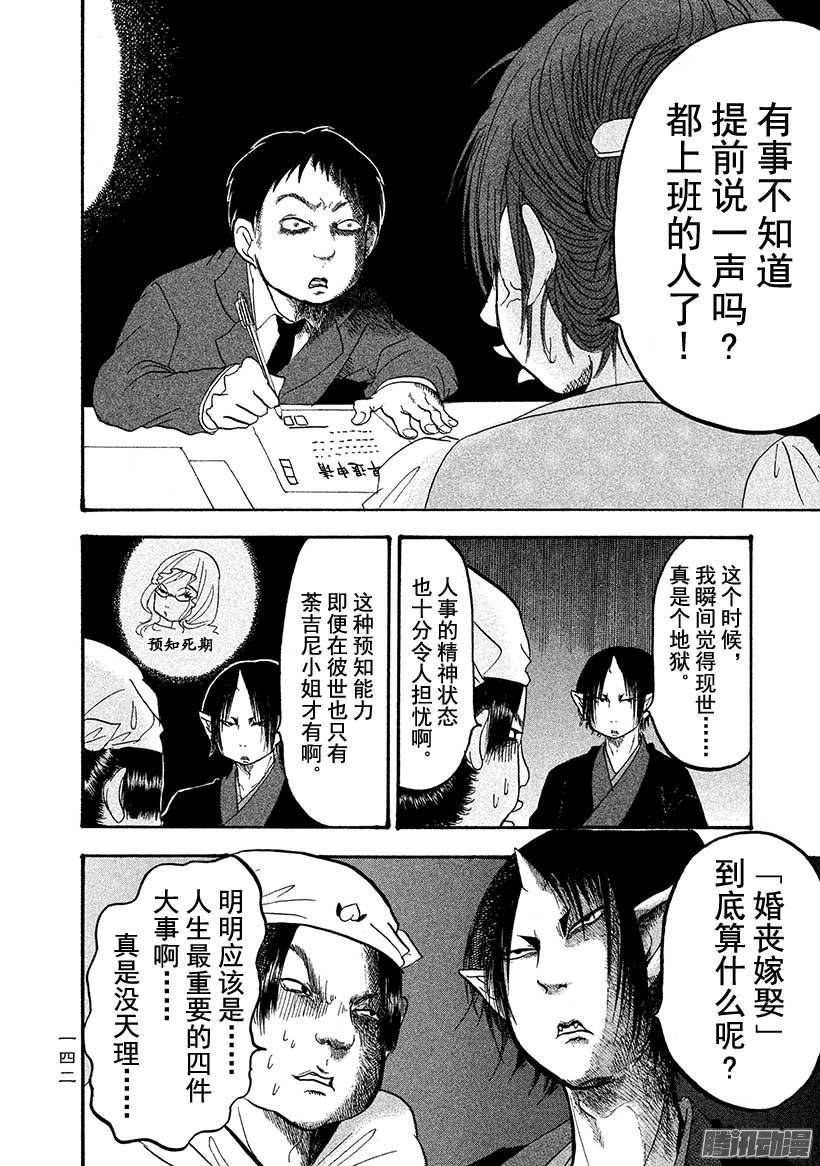 有事不知道
提前说一声吗？
都上班的人了！
早退申请
这个时候，
我瞬间觉得现世……
真是个地狱。
人事的精神状态
也十分令人担忧啊。
这种预知能力
即便在彼世也只有
荼吉尼小姐才有啊。
预知死期
「婚丧嫁娶」
到底算什么呢？
明明应该是……
人生最重要的四件
大事啊……
真是没天理……
一四二
腾讯动漫